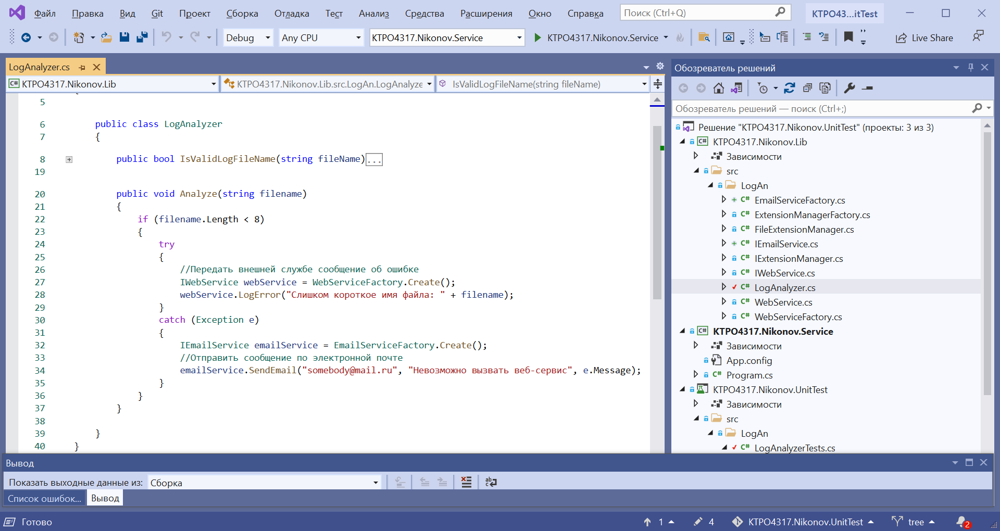 Файл Правка Вид Git Проект Сборка Отладка Тест Анализ Средства Расширения Окно Справка Поиск (Ctrl+Q) КТРО43...itTest
Debug Any CPU KTPO4317.Nikonov.Service KTPO4317.Nikonov.Service Live Share
LogAnalyzer.cs
C# KTPO4317.Nikonov.Lib KTPO4317.Nikonov.Lib.src.LogAn.LogAnalyze IsValidLogFileName(string fileName)
5
6 public class LogAnalyzer
7 {
8 public bool IsValidLogFileName(string fileName)...
19
20 public void Analyze(string filename)
21 {
22 if (filename.Length < 8)
23 {
24 try
25 {
26 //Передать внешней службе сообщение об ошибке
27 IWebService webService = WebServiceFactory.Create();
28 webService.LogError("Слишком короткое имя файла: " + filename);
29 }
30 catch (Exception e)
31 {
32 IEmailService emailService = EmailServiceFactory.Create();
33 //Отправить сообщение по электронной почте
34 emailService.SendEmail("somebody@mail.ru", "Невозможно вызвать веб-сервис", e.Message);
35 }
36 }
37 }
38
39 }
40 }
Обозреватель решений
Обозреватель решений — поиск (Ctrl+;)
Решение "KTPO4317.Nikonov.UnitTest" (проекты: 3 из 3)
C# KTPO4317.Nikonov.Lib
Зависимости
src
LogAn
C# EmailServiceFactory.cs
C# ExtensionManagerFactory.cs
C# FileExtensionManager.cs
C# IEmailService.cs
C# IExtensionManager.cs
C# IWebService.cs
C# LogAnalyzer.cs
C# WebService.cs
C# WebServiceFactory.cs
C# KTPO4317.Nikonov.Service
Зависимости
App.config
C# Program.cs
KTPO4317.Nikonov.UnitTest
Зависимости
src
LogAn
C# LogAnalyzerTests.cs
Вывод
Показать выходные данные из: Сборка
Список ошибок... Вывод
Готово 1 4 KTPO4317.Nikonov.UnitTest tree 2